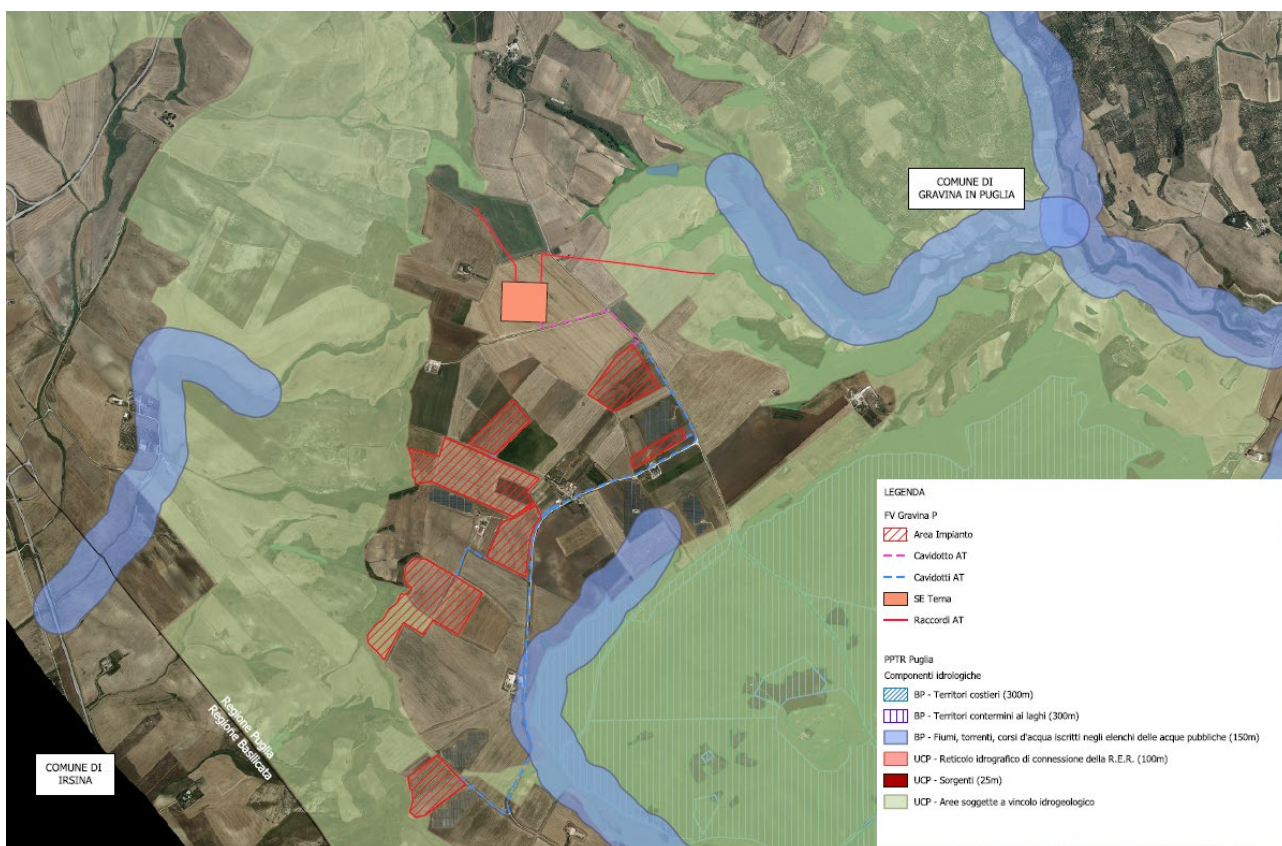 COMUNE DI
GRAVINA IN PUGLIA
Regione Puglia
Regione Basilicata
COMUNE DI
IRSINA
LEGENDA
FV Gravina P
Area Impianto
Cavidotto AT
Cavidotti AT
SE Terna
Raccordi AT
PPTR Puglia
Componenti idrologiche
BP - Territori costieri (300m)
BP - Territori contermini ai laghi (300m)
BP - Fiumi, torrenti, corsi d'acqua iscritti negli elenchi delle acque pubbliche (150m)
UCP - Reticolo idrografico di connessione della R.E.R. (100m)
UCP - Sorgenti (25m)
UCP - Aree soggette a vincolo idrogeologico